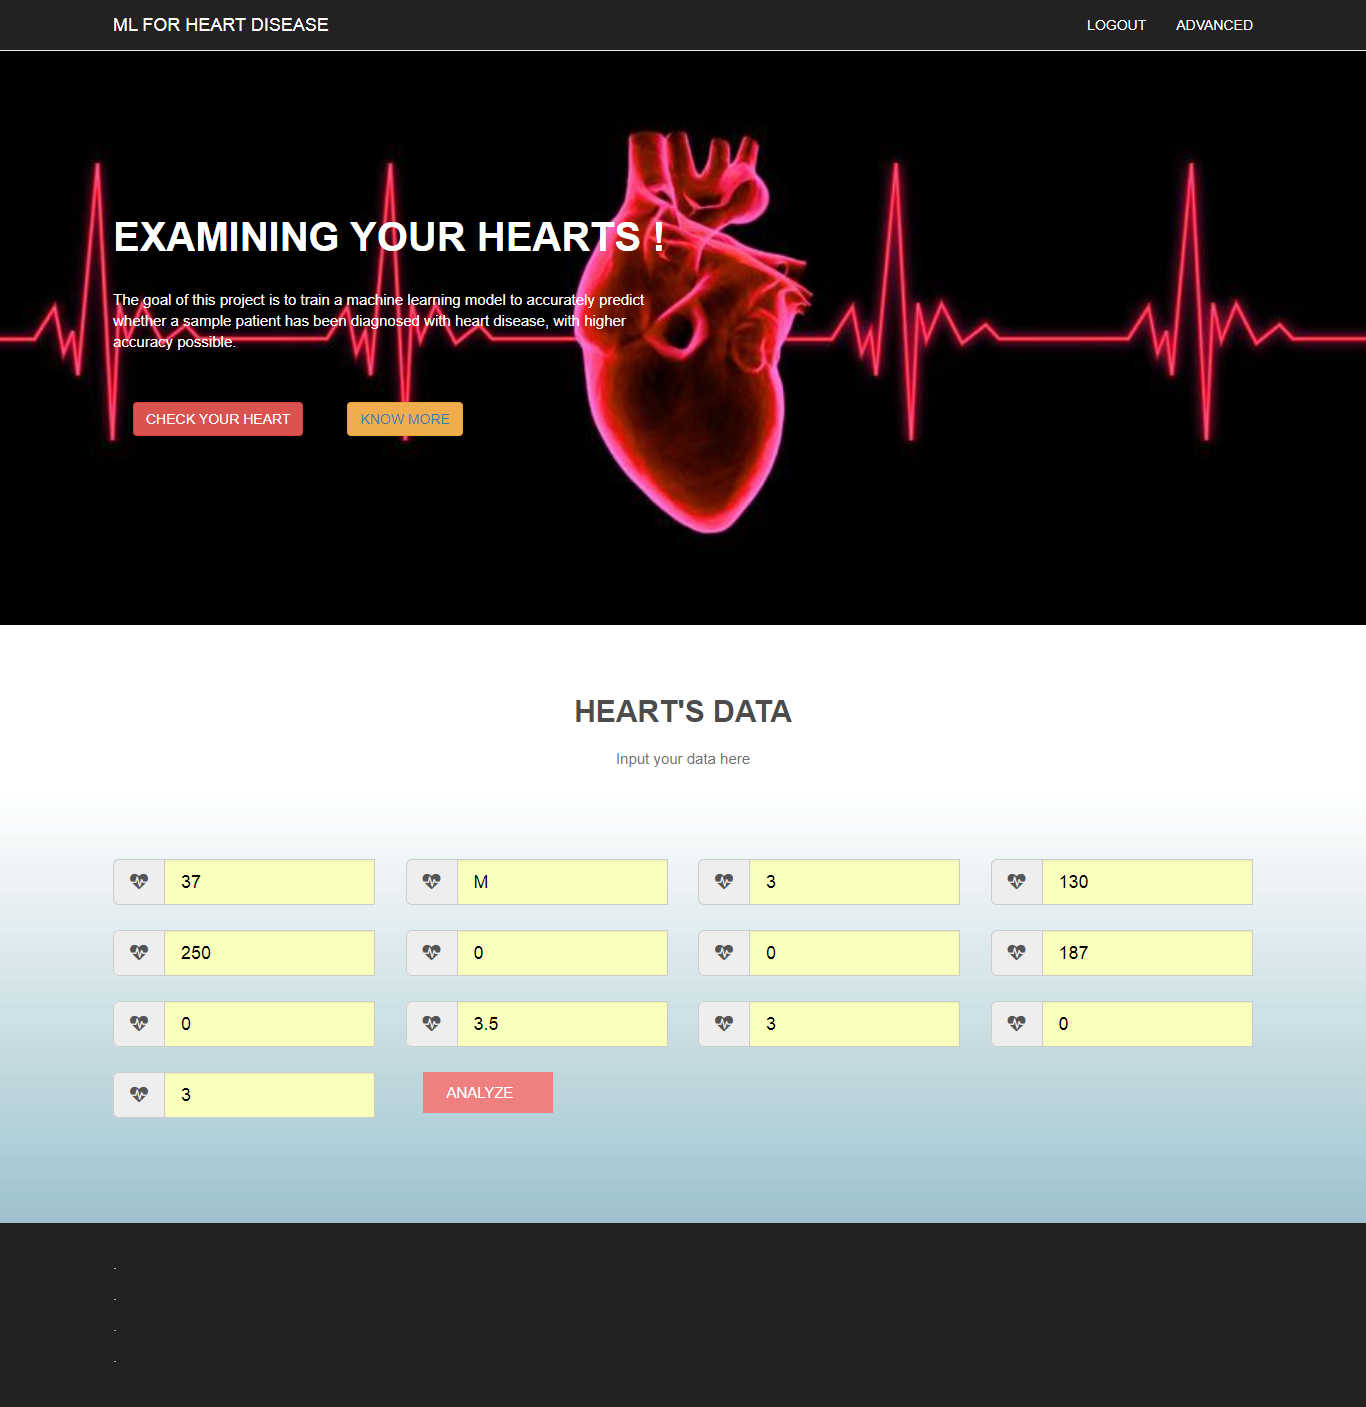 ML FOR HEART DISEASE
LOGOUT
ADVANCED
EXAMINING YOUR HEARTS !
The goal of this project is to train a machine learning model to accurately predict
whether a sample patient has been diagnosed with heart disease, with higher
accuracy possible.
CHECK YOUR HEART
KNOW MORE
HEART'S DATA
Input your data here
37
M
3
130
250
0
0
187
0
3.5
3
0
3
ANALYZE
.
.
.
.